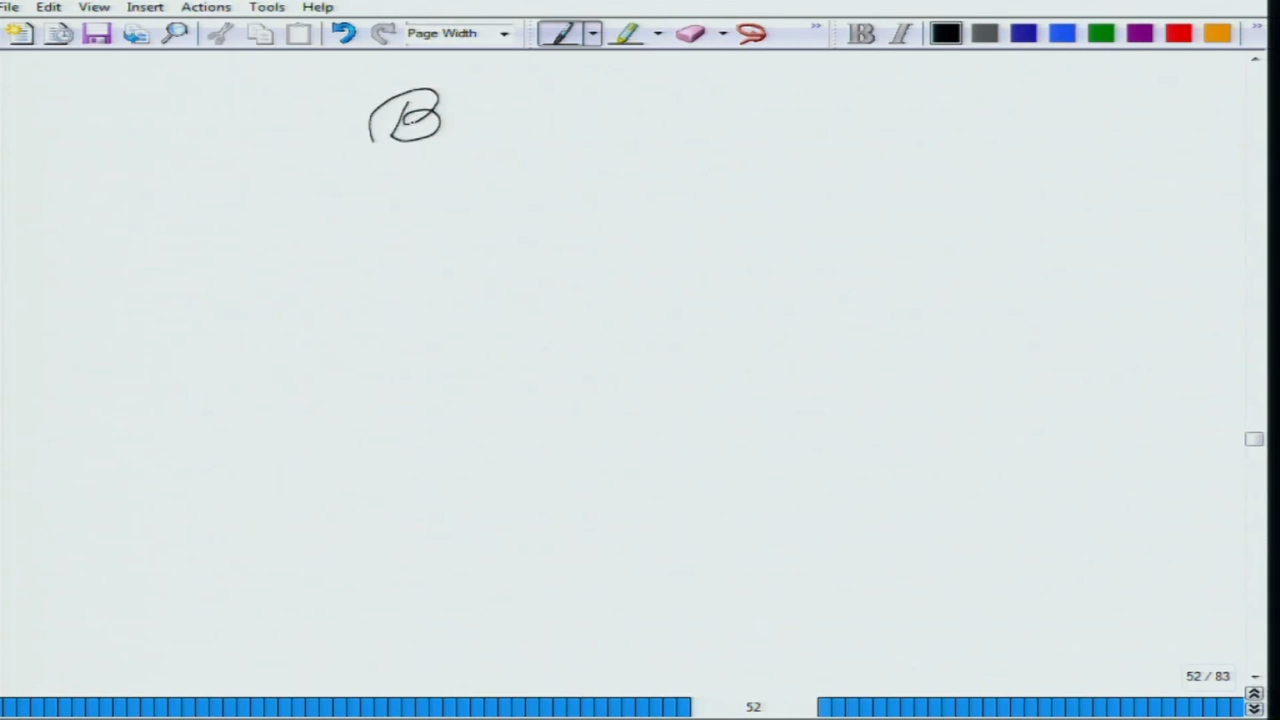 File Edit View Insert Actions Tools Help
Page Width B I
B
52 / 83
52